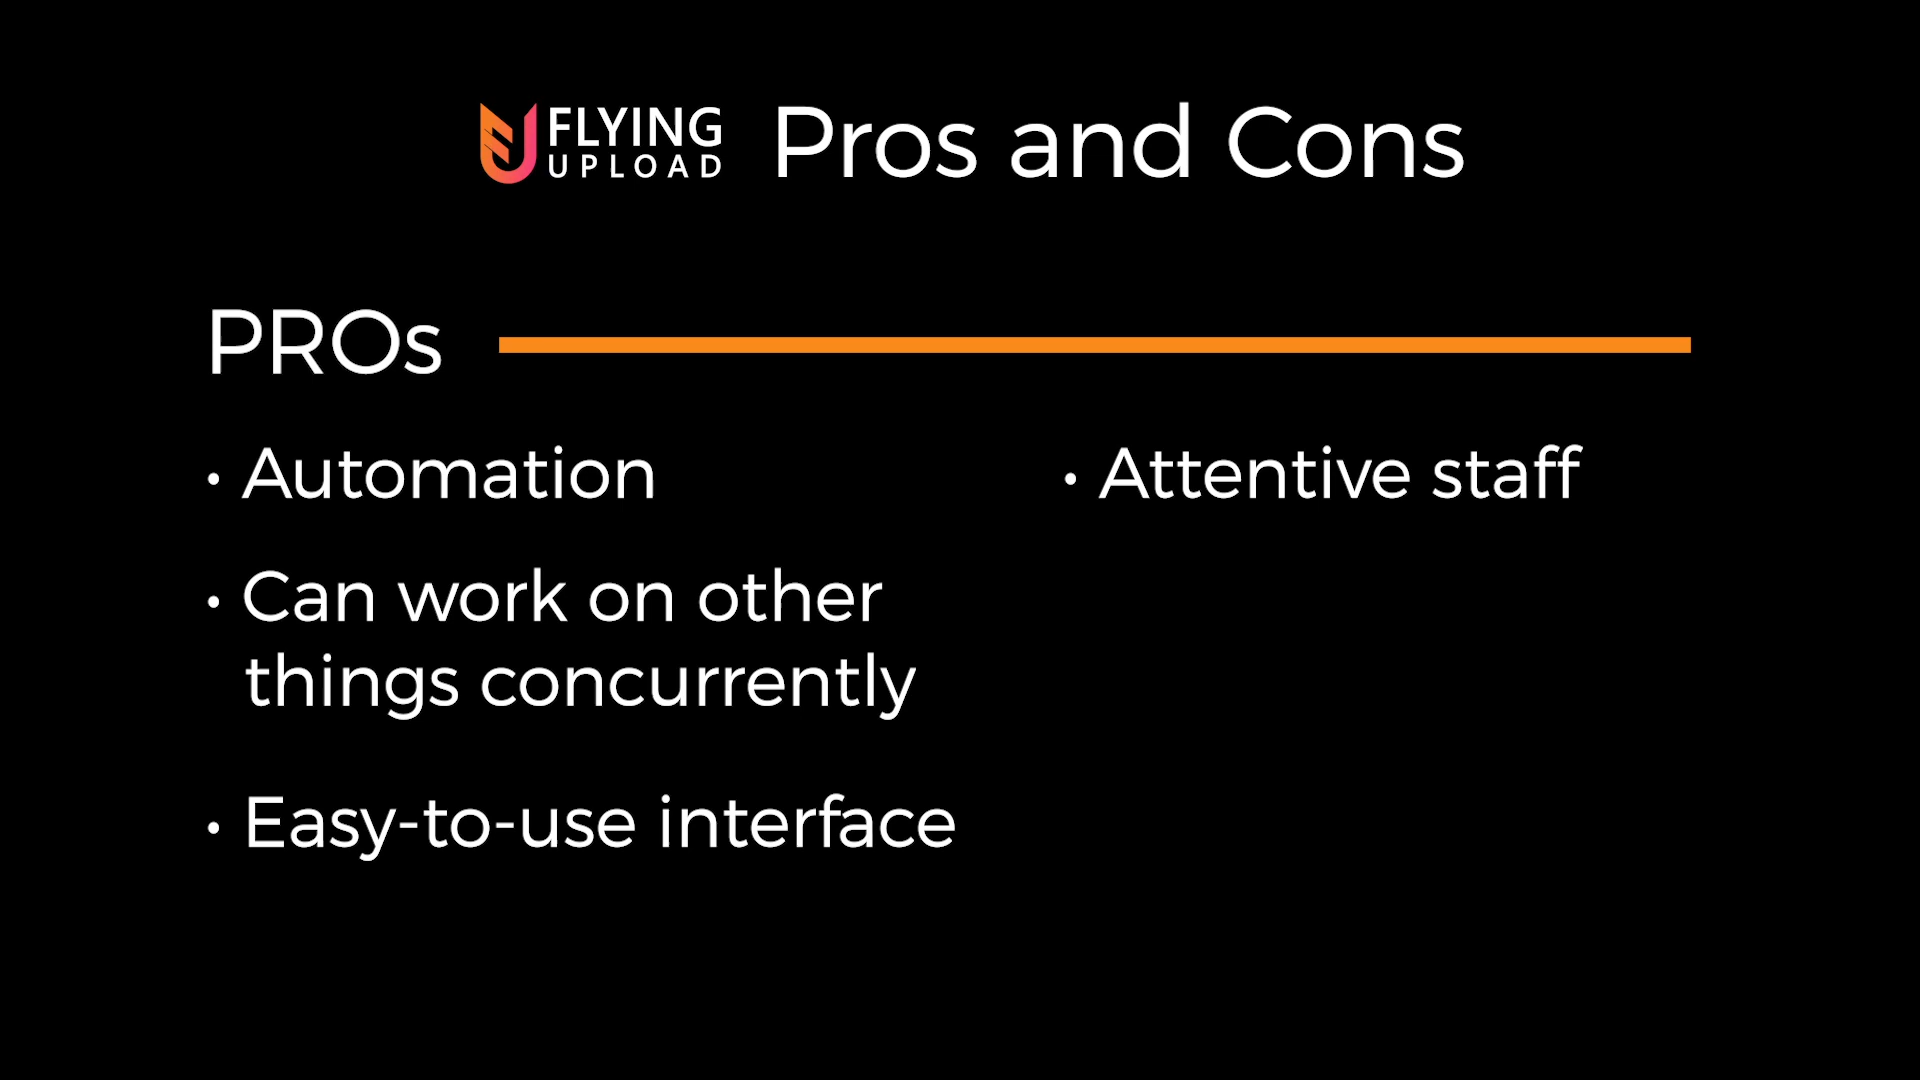 FLYING
UPLOAD
Pros and Cons
PROs
• Automation
• Can work on other
things concurrently
• Easy-to-use interface
• Attentive staff